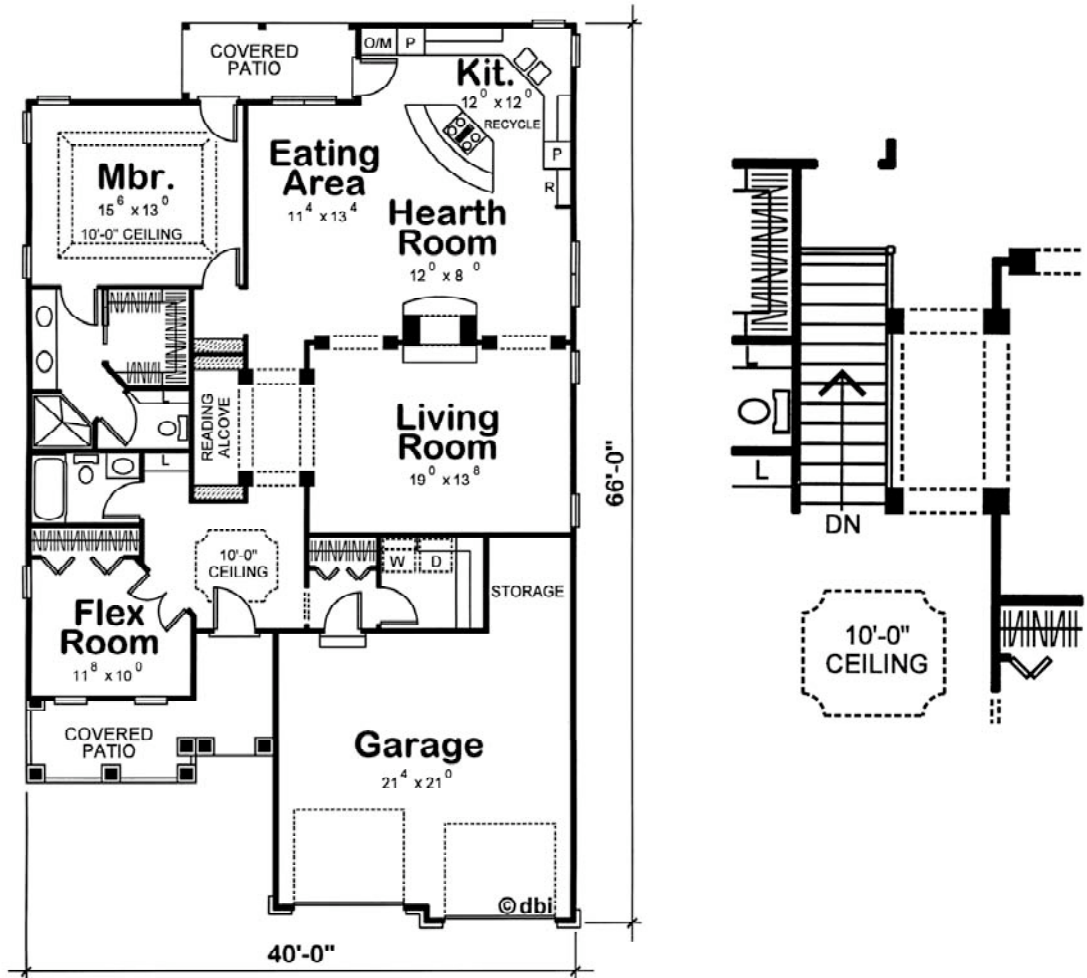 COVERED
PATIO
O/M
P
Kit.
12⁰ x 12⁰
RECYCLE
P
R
Mbr.
15⁶ x 13⁰
10'-0" CEILING
Eating
Area
11⁴ x 13⁴
Hearth
Room
12⁰ x 8⁰
READING
ALCOVE
L
L
Living
Room
19⁰ x 13⁸
66'-0"
10'-0"
CEILING
W
D
STORAGE
Flex
Room
11⁸ x 10⁰
COVERED
PATIO
Garage
21⁴ x 21⁰
©dbi
40'-0"
L
L
DN
10'-0"
CEILING